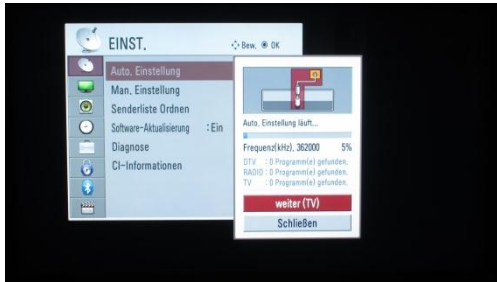 EINST.
Bew. OK
Auto. Einstellung
Man. Einstellung
Senderliste Ordnen
Software-Aktualisierung : Ein
Diagnose
CI-Informationen
Auto. Einstellung läuft...
Frequenz(kHz), 362000 5%
DTV : 0 Programm(e) gefunden.
RADIO : 0 Programm(e) gefunden.
TV : 0 Programm(e) gefunden.
weiter (TV)
Schließen